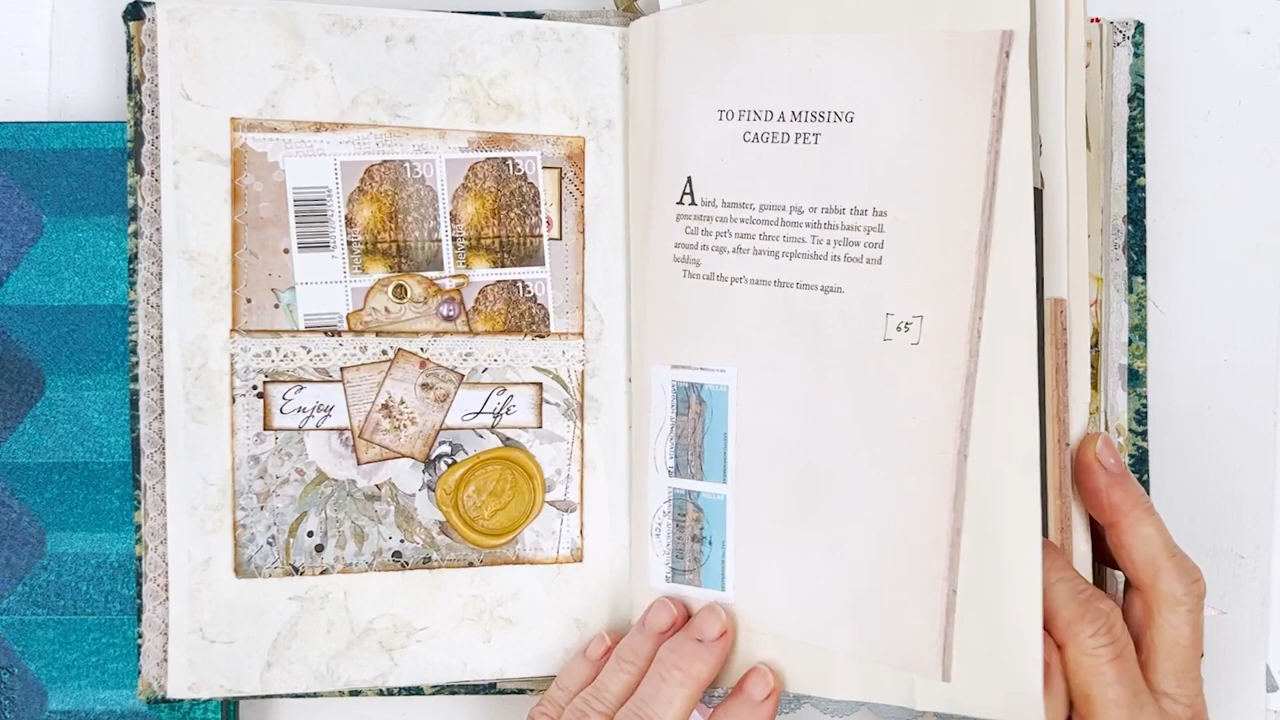 130
130
Helvetia
Helvetia
130
Enjoy Life
TO FIND A MISSING
CAGED PET
A bird, hamster, guinea pig, or rabbit that has
gone astray can be welcomed home with this basic spell.
Call the pet's name three times. Tie a yellow cord
around its cage, after having replenished its food and
bedding.
Then call the pet's name three times again.
[65]